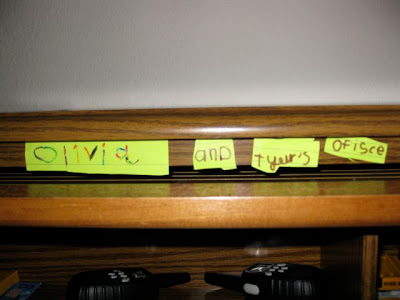 Olivia and tyler's ofisce